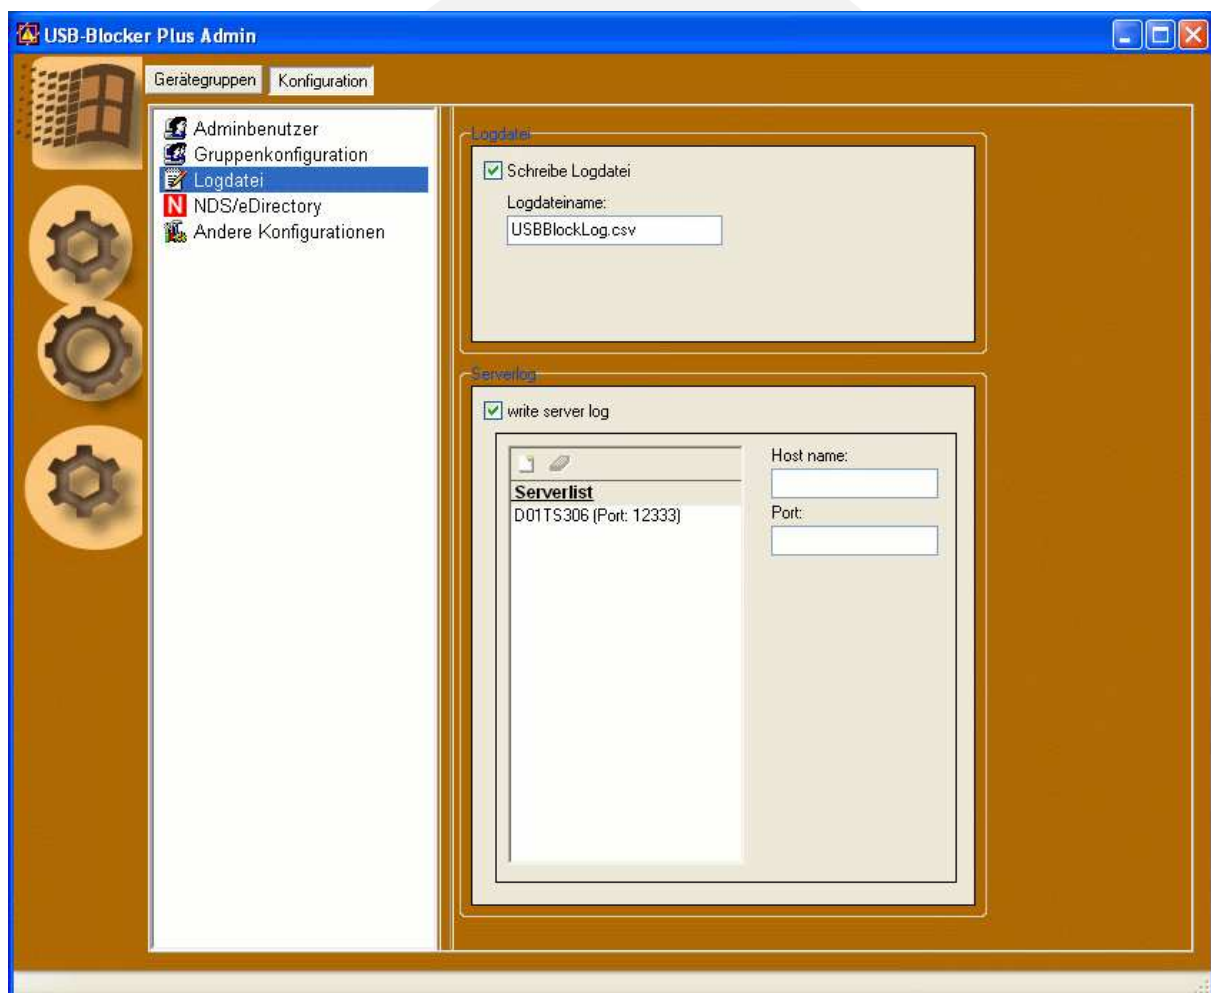 USB-Blocker Plus Admin
Gerätegruppen
Konfiguration
Adminbenutzer
Gruppenkonfiguration
Logdatei
NDS/eDirectory
Andere Konfigurationen
Logdatei
Schreibe Logdatei
Logdateiname:
USBBlockLog.csv
Serverlog
write server log
Serverlist
D01TS306 (Port: 12333)
Host name:
Port: